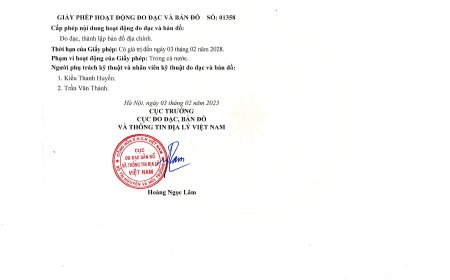 GIẤY PHÉP HOẠT ĐỘNG ĐO ĐẠC VÀ BẢN ĐỒ SỐ: 01358
Cấp phép nội dung hoạt động đo đạc và bản đồ:
Đo đạc, thành lập bản đồ địa chính.
Thời hạn của Giấy phép: Có giá trị đến ngày 03 tháng 02 năm 2028.
Phạm vi hoạt động của Giấy phép: Trong cả nước.
Người phụ trách kỹ thuật và nhân viên kỹ thuật đo đạc và bản đồ:
1. Kiều Thanh Huyền.
2. Trần Văn Thành.
Hà Nội, ngày 03 tháng 02 năm 2023
CỤC TRƯỞNG
CỤC ĐO ĐẠC, BẢN ĐỒ
VÀ THÔNG TIN ĐỊA LÝ VIỆT NAM
CỤC
ĐO ĐẠC BẢN ĐỒ
VÀ THÔNG TIN ĐỊA LÝ
VIỆT NAM
Hoàng Ngọc Lâm